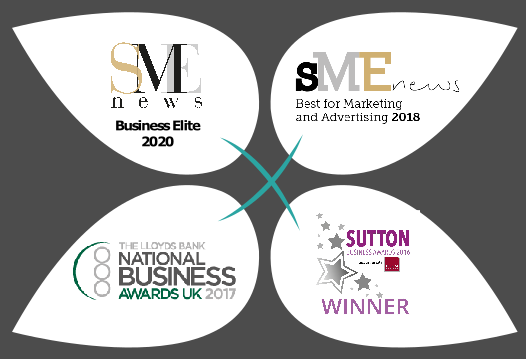 SME
news
Business Elite
2020
SME news
Best for Marketing
and Advertising 2018
THE LLOYDS BANK
NATIONAL
BUSINESS
AWARDS UK 2017
SUTTON
BUSINESS AWARDS 2016
WINNER